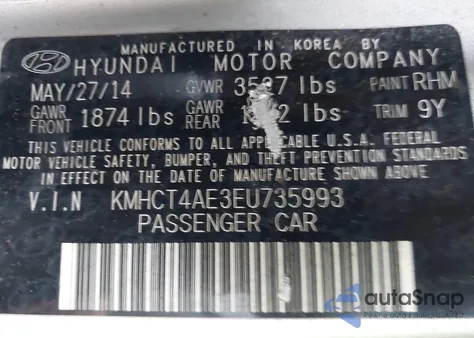 MANUFACTURED IN KOREA BY
HYUNDAI MOTOR COMPANY
MAY/27/14 GVWR lbs PAINT RHM
GAWR FRONT 1874 lbs GAWR REAR lbs TRIM 9Y
THIS VEHICLE CONFORMS TO ALL APPLICABLE U.S.A. FEDERAL
MOTOR VEHICLE SAFETY, BUMPER, AND THEFT PREVENTION
STANDARDS IN EFFECT ON THE DATE OF MANUFACTURE SHOWN ABOVE.
V.I.N KMHCT4AE3EU735993
PASSENGER CAR
autoSnap